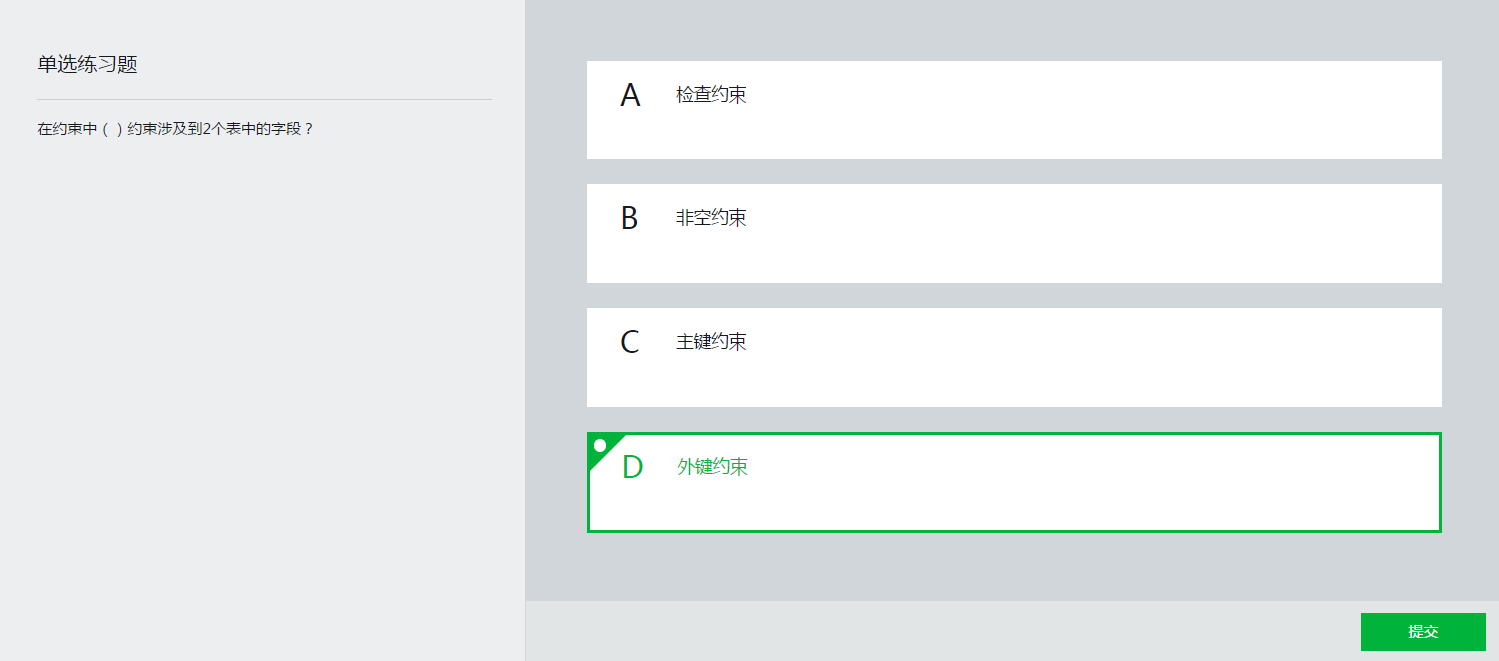 单选练习题
在约束中（ ）约束涉及到2个表中的字段？
A 检查约束
B 非空约束
C 主键约束
D 外键约束
提交